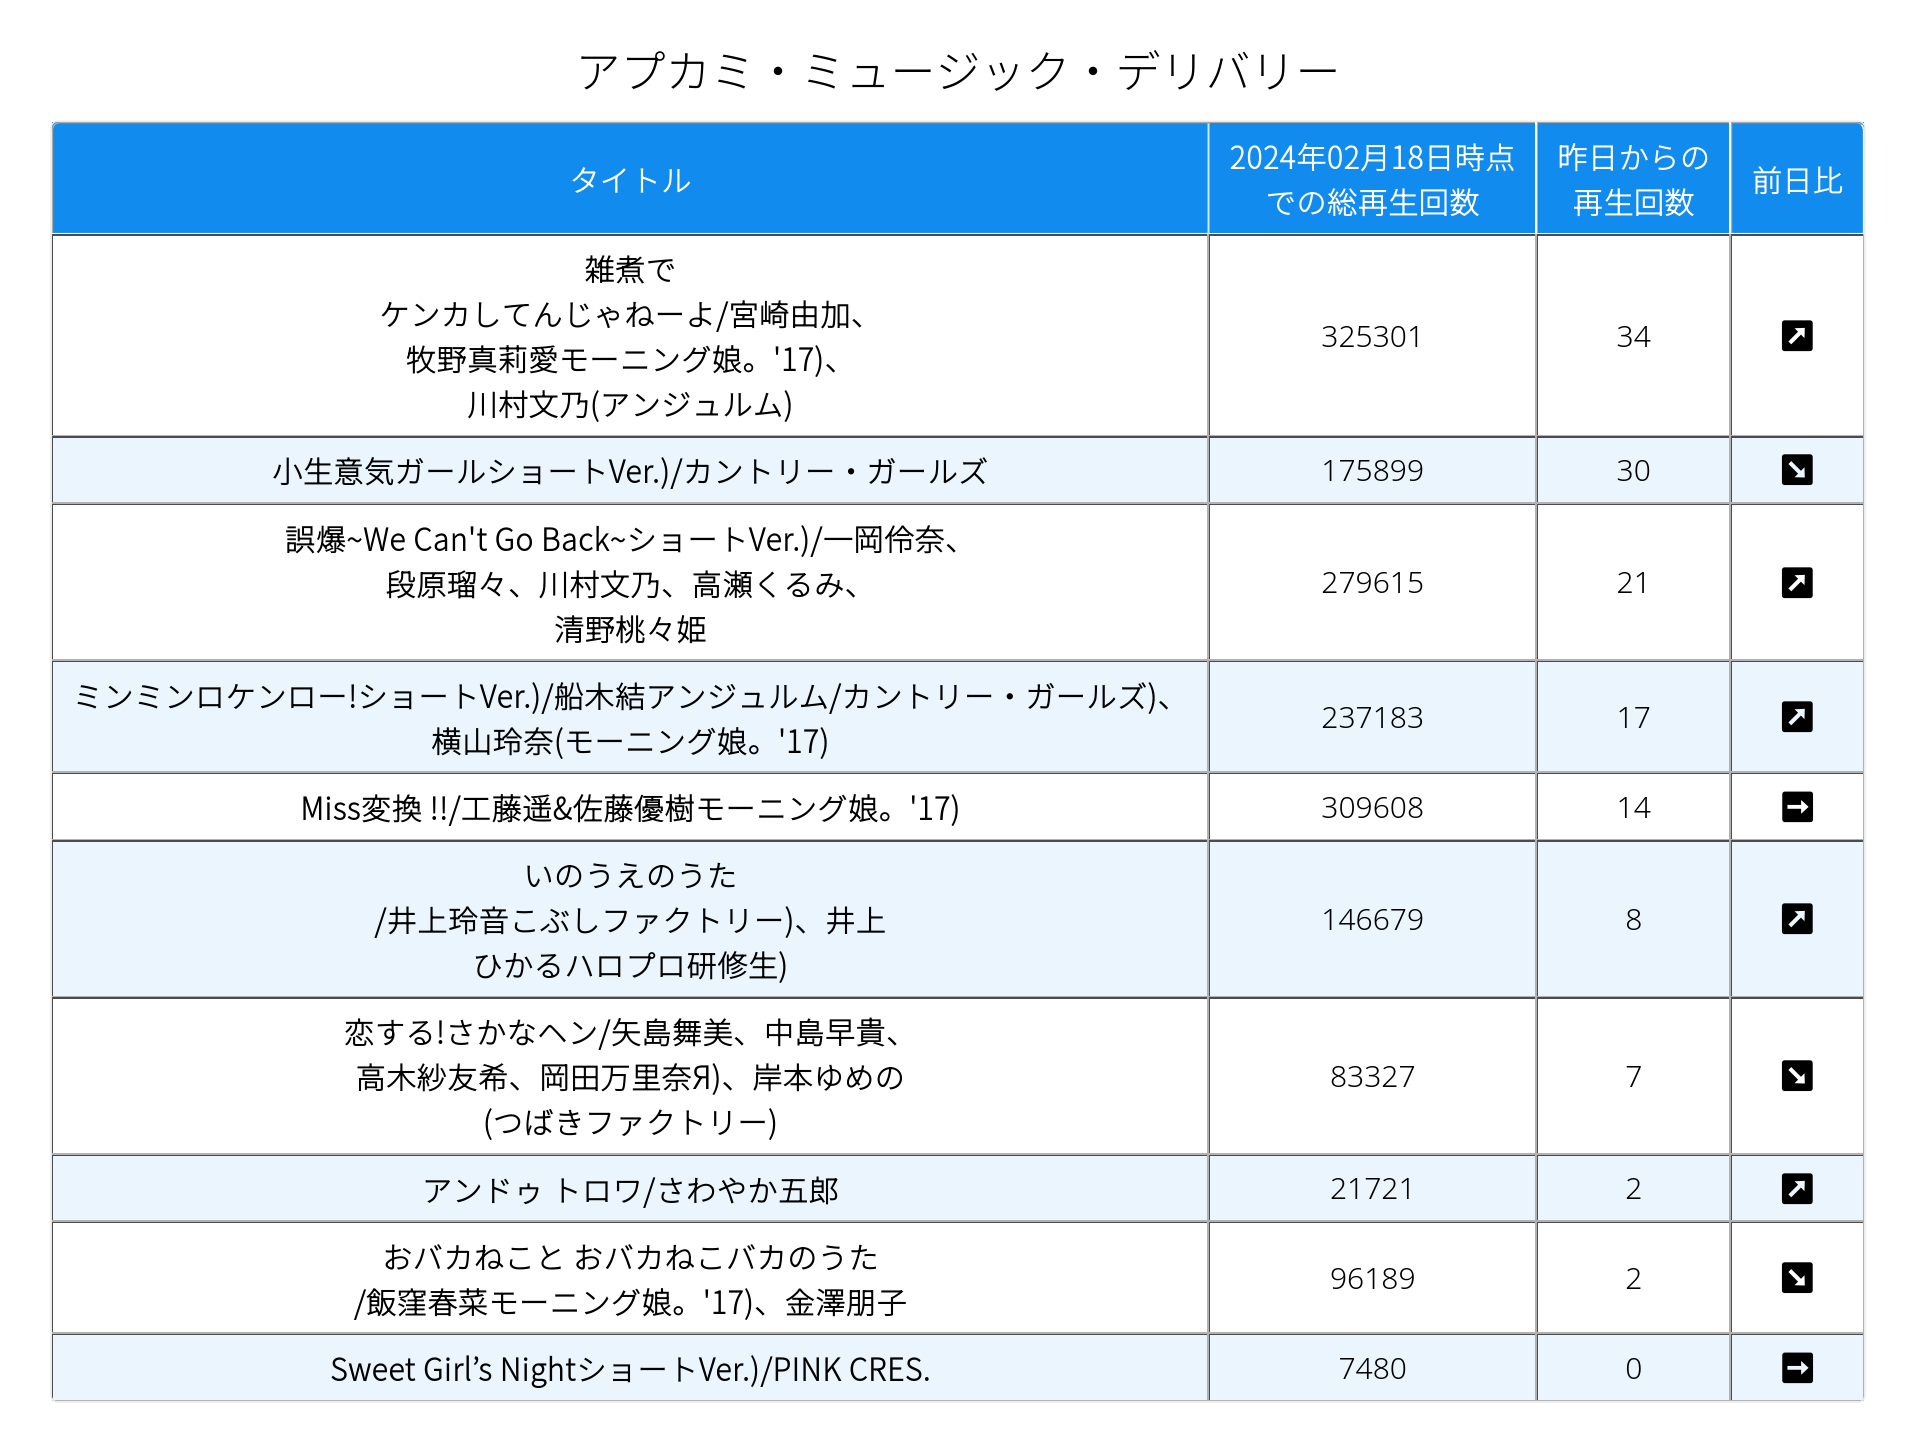 アプカミ・ミュージック・デリバリー
タイトル
2024年02月18日時点
での総再生回数
昨日からの
再生回数
前日比
雑煮で
ケンカしてんじゃねーよ/宮崎由加、
牧野真莉愛モーニング娘。'17)、
川村文乃(アンジュルム)
325301
34
小生意気ガールショートVer.)/カントリー・ガールズ
175899
30
誤爆~We Can't Go Back~ショートVer.)/一岡伶奈、
段原瑠々、川村文乃、高瀬くるみ、
清野桃々姫
279615
21
ミンミンロケンロー!ショートVer.)/船木結アンジュルム/カントリー・ガールズ)、
横山玲奈(モーニング娘。'17)
237183
17
Miss変換 !!/工藤遥&佐藤優樹モーニング娘。'17)
309608
14
いのうえのうた
/井上玲音こぶしファクトリー)、井上
ひかるハロプロ研修生)
146679
8
恋する!さかなヘン/矢島舞美、中島早貴、
高木紗友希、岡田万里奈Я)、岸本ゆめの
(つばきファクトリー)
83327
7
アンドゥ トロワ/さわやか五郎
21721
2
おバカねこと おバカねこバカのうた
/飯窪春菜モーニング娘。'17)、金澤朋子
96189
2
Sweet Girl’s NightショートVer.)/PINK CRES.
7480
0